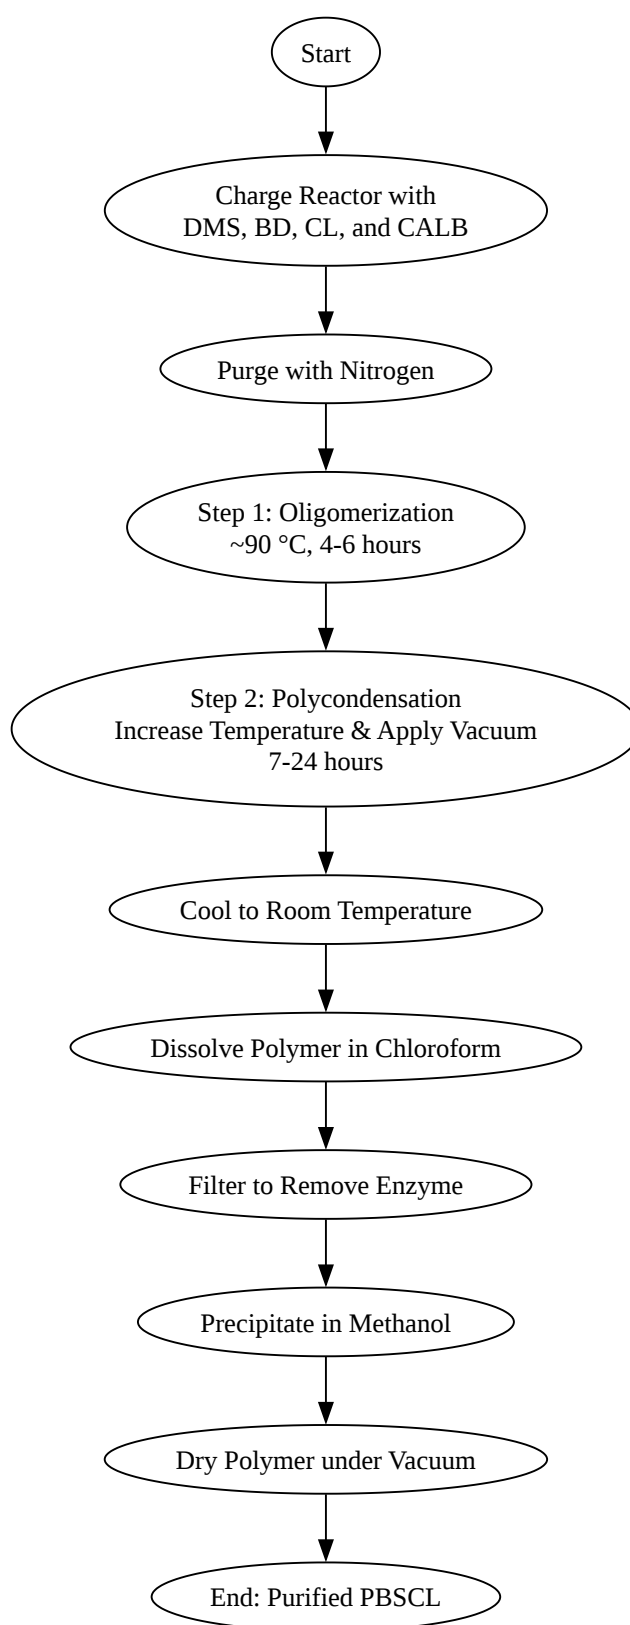 Start
Charge Reactor with
DMS, BD, CL, and CALB
Purge with Nitrogen
Step 1: Oligomerization
~90 °C, 4-6 hours
Step 2: Polycondensation
Increase Temperature & Apply Vacuum
7-24 hours
Cool to Room Temperature
Dissolve Polymer in Chloroform
Filter to Remove Enzyme
Precipitate in Methanol
Dry Polymer under Vacuum
End: Purified PBSCL